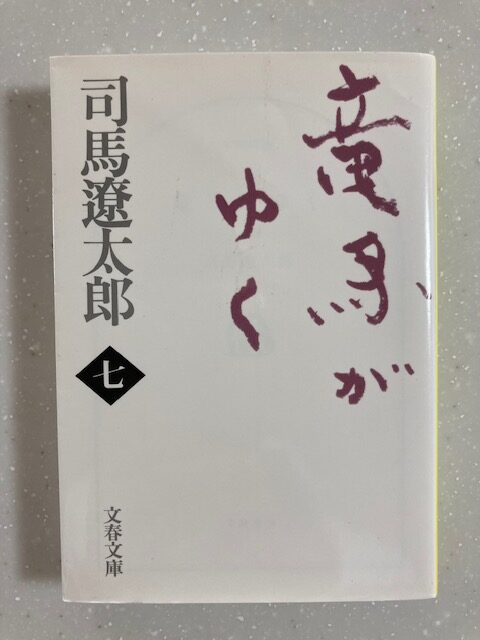 竜馬が
ゆく
司馬遼太郎
七
文春文庫